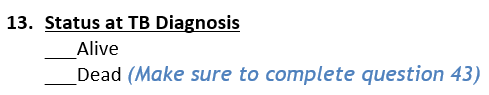 13. Status at TB Diagnosis
___Alive
___Dead (Make sure to complete question 43)